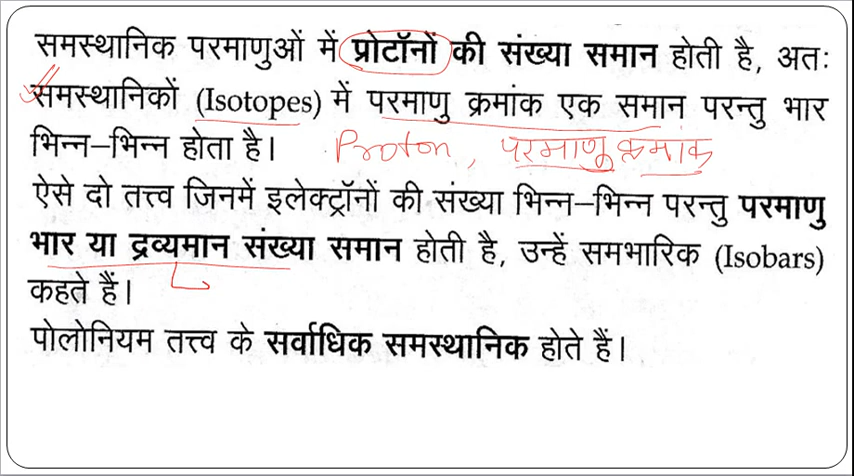 समस्थानिक परमाणुओं में प्रोटॉनों की संख्या समान होती है, अतः
समस्थानिकों (Isotopes) में परमाणु क्रमांक एक समान परन्तु भार
भिन्न–भिन्न होता है। Proton, परमाणु क्रमांक
ऐसे दो तत्त्व जिनमें इलेक्ट्रॉनों की संख्या भिन्न–भिन्न परन्तु परमाणु
भार या द्रव्यमान संख्या समान होती है, उन्हें समभारिक (Isobars)
कहते हैं।
पोलोनियम तत्त्व के सर्वाधिक समस्थानिक होते हैं।